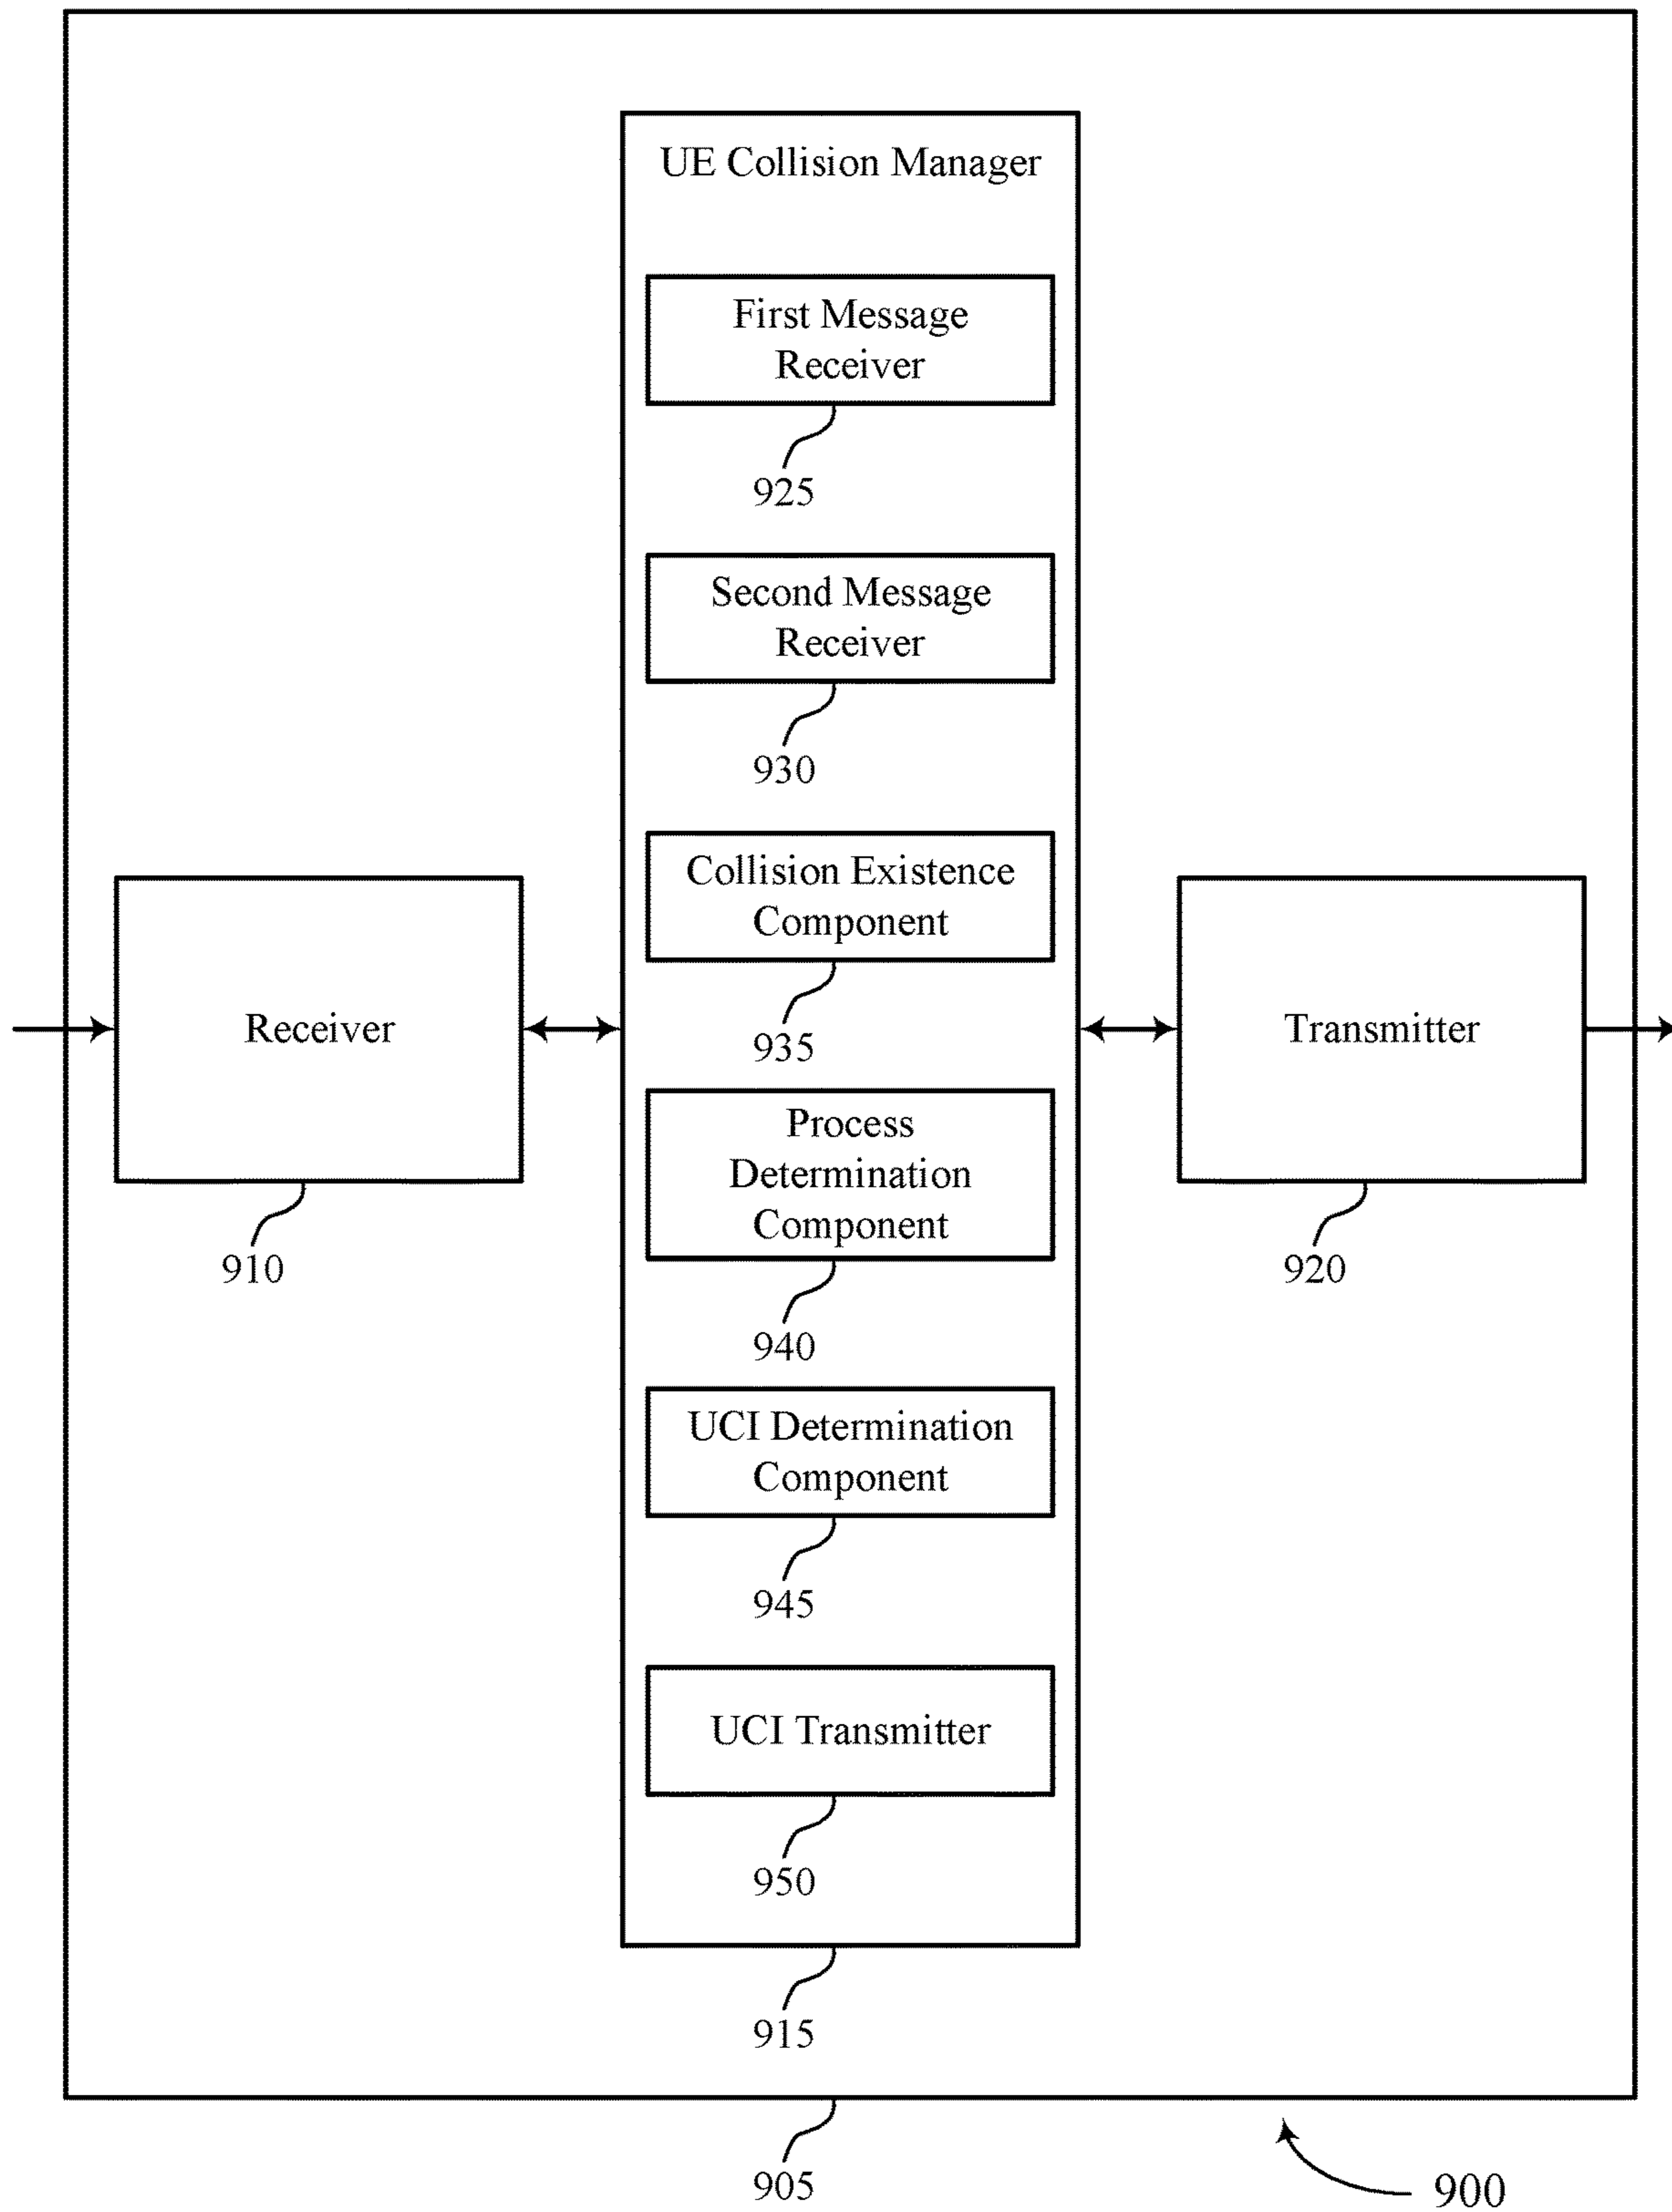 UE Collision Manager
First Message
Receiver
925
Second Message
Receiver
930
Collision Existence
Component
935
Receiver
910
Transmitter
920
Process
Determination
Component
940
UCI Determination
Component
945
UCI Transmitter
950
915
905
900